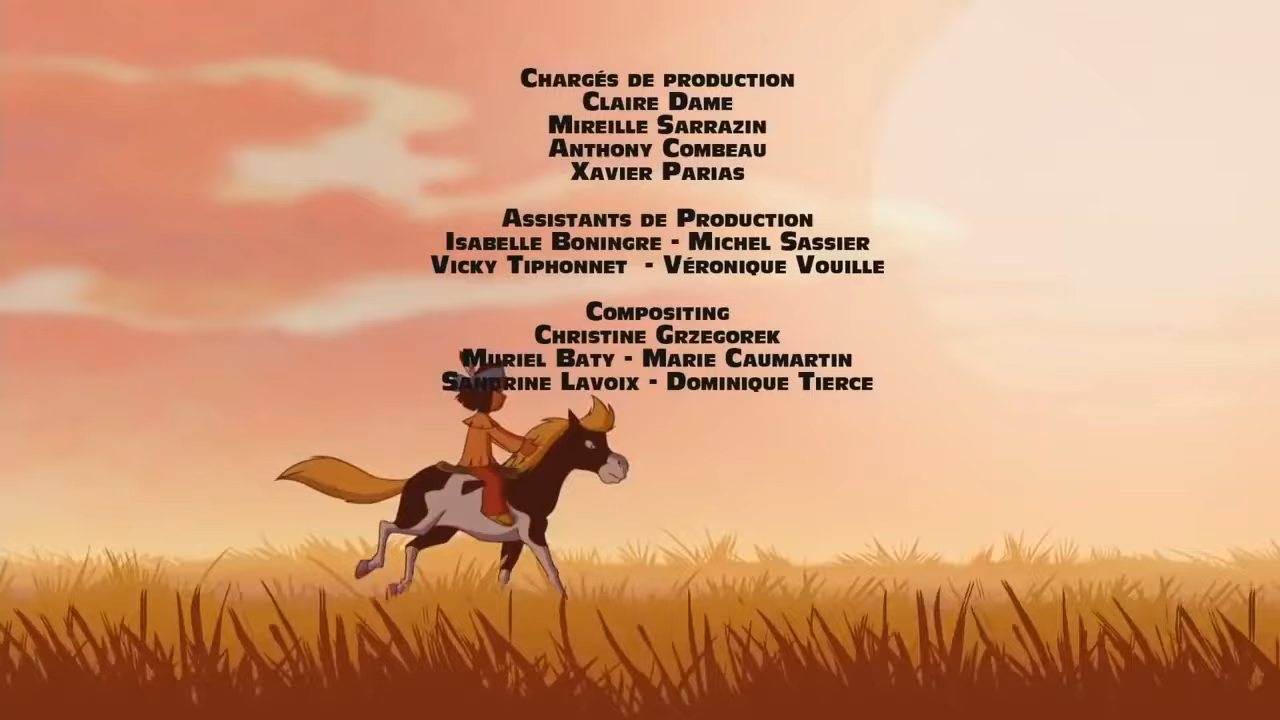 Chargés de production
Claire Dame
Mireille Sarrazin
Anthony Combeau
Xavier Parias
Assistants de Production
Isabelle Boningre - Michel Sassier
Vicky Tiphonnet - Véronique Vouille
Compositing
Christine Grzegorek
Muriel Baty - Marie Caumartin
Sandrine Lavoix - Dominique Tierce